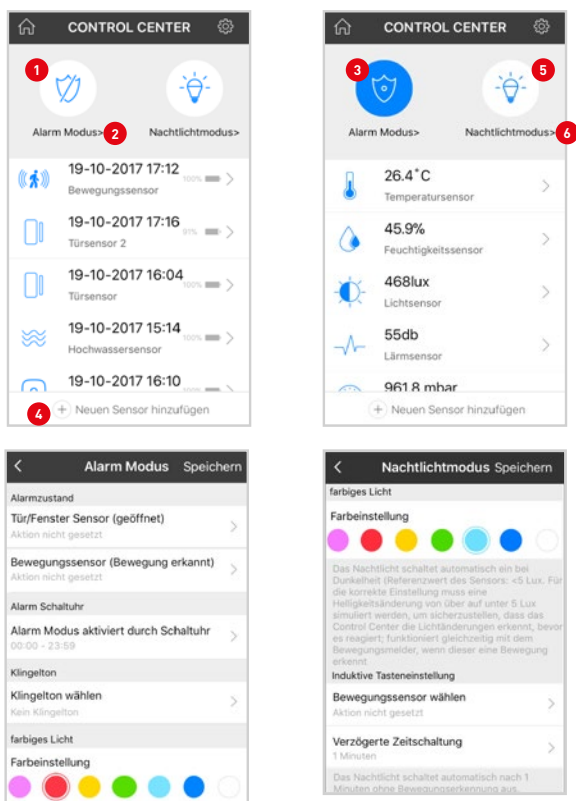 CONTROL CENTER
1
Alarm Modus>
2
Nachtlichtmodus>
19-10-2017 17:12
100%
Bewegungssensor
19-10-2017 17:16
91%
Türsensor 2
19-10-2017 16:04
100%
Türsensor
19-10-2017 15:14
100%
Hochwassersensor
19-10-2017 16:10
4
+ Neuen Sensor hinzufügen
CONTROL CENTER
3
5
Alarm Modus>
Nachtlichtmodus>
6
26.4°C
Temperatursensor
45.9%
Feuchtigkeitssensor
468lux
Lichtsensor
55db
Lärmsensor
961.8 mbar
+ Neuen Sensor hinzufügen
Alarm Modus Speichern
Alarmzustand
Tür/Fenster Sensor (geöffnet)
Aktion nicht gesetzt
Bewegungssensor (Bewegung erkannt)
Aktion nicht gesetzt
Alarm Schaltuhr
Alarm Modus aktiviert durch Schaltuhr
00:00 - 23:59
Klingelton
Klingelton wählen
Kein Klingelton
farbiges Licht
Farbeinstellung
Nachtlichtmodus Speichern
farbiges Licht
Farbeinstellung
Das Nachtlicht schaltet automatisch ein bei
Dunkelheit (Referenzwert des Sensors: <5 Lux. Für
die korrekte Einstellung muss eine
Helligkeitsänderung von über auf unter 5 Lux
simuliert werden, um sicherzustellen, dass das
Control Center die Lichtänderungen erkennt, bevor
es reagiert; funktioniert gleichzeitig mit dem
Bewegungsmelder, wenn dieser eine Bewegung
erkennt
Induktive Tasteneinstellung
Bewegungssensor wählen
Aktion nicht gesetzt
Verzögerte Zeitschaltung
1 Minuten
Das Nachtlicht schaltet automatisch nach 1
Minuten ohne Bewegungserkennung aus.